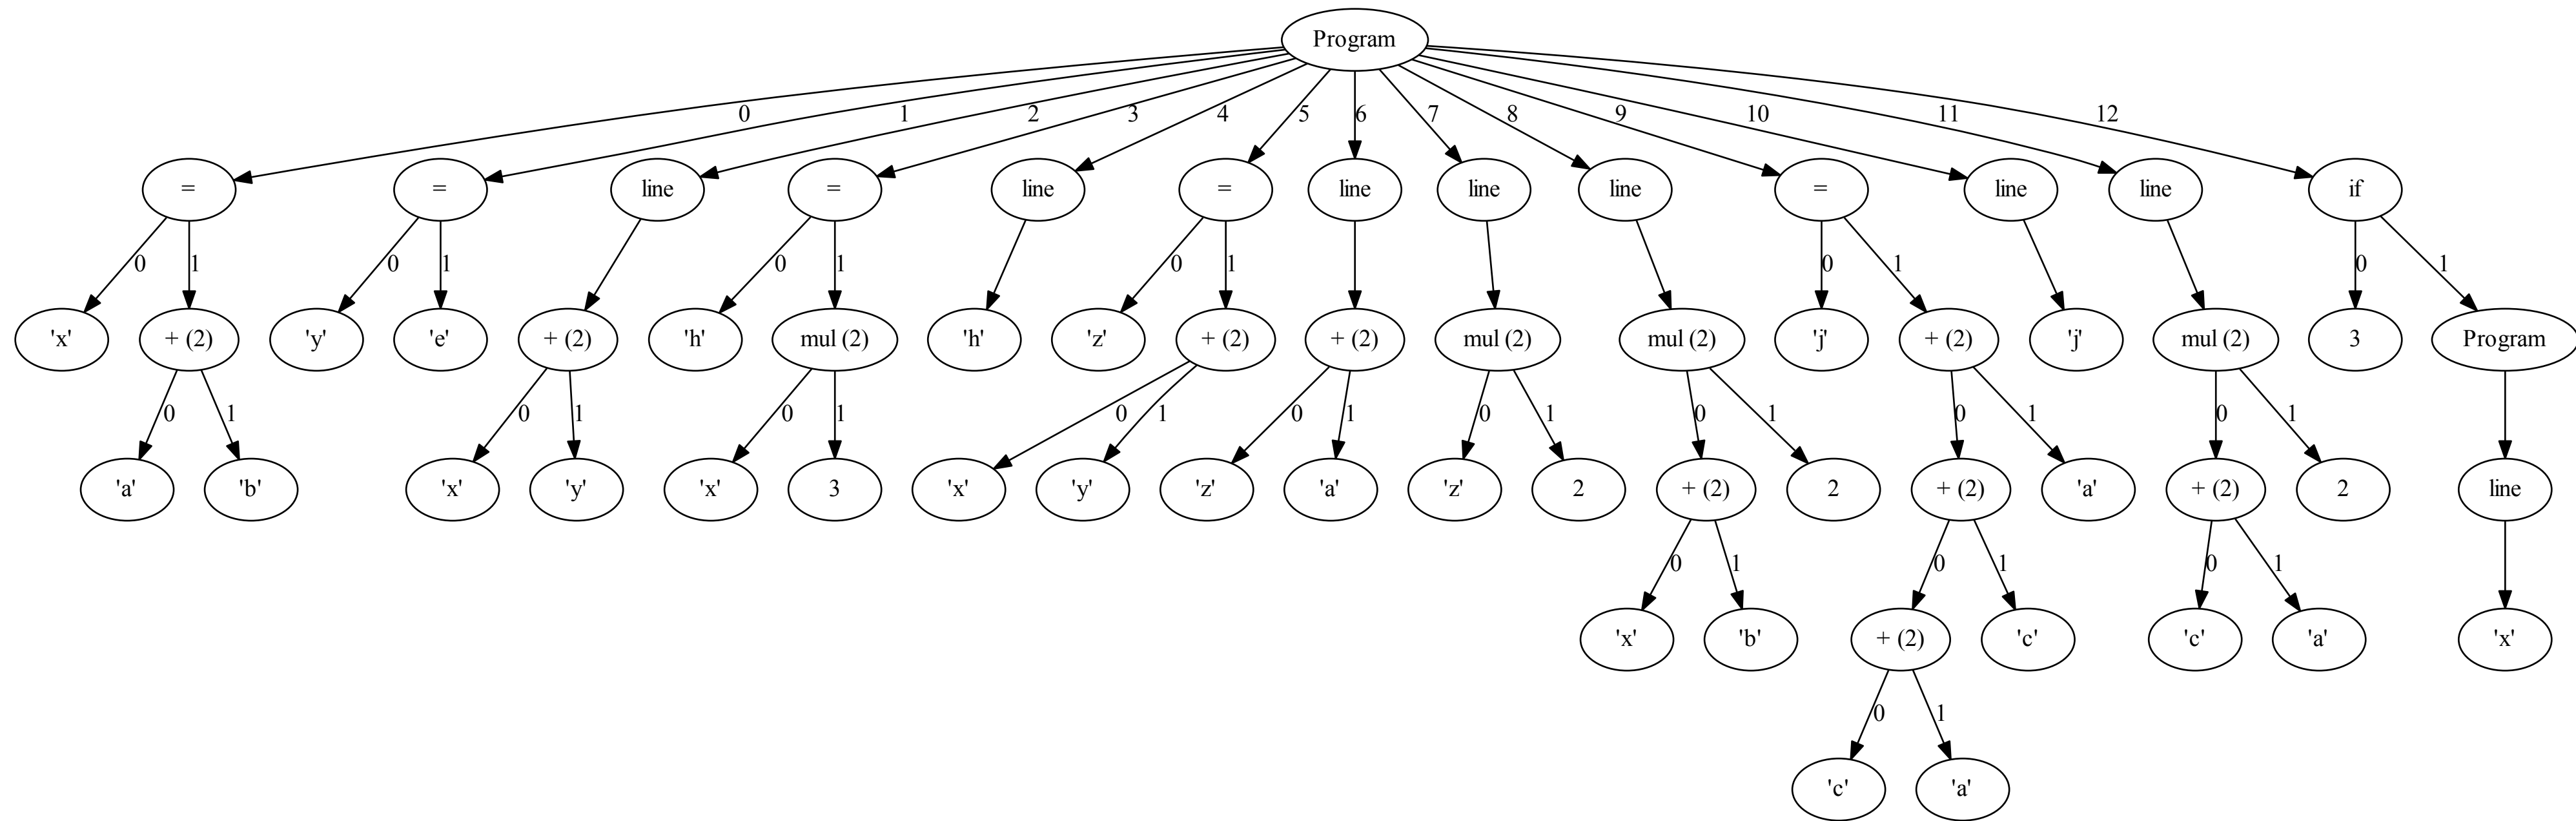 Program
0 1 2 3 4 5 6 7 8 9 10 11 12
= = line = line = line line line = line line if
0 1 0 1 0 1 0 1 0 1 0 1
'x' + (2) 'y' 'e' + (2) 'h' mul (2) 'h' 'z' + (2) + (2) mul (2) mul (2) 'j' + (2) 'j' mul (2) 3 Program
0 1 0 1 0 1 0 1 0 1 0 1 0 1 0 1 0 1
'a' 'b' 'x' 'y' 'x' 3 'x' 'y' 'z' 'a' 'z' 2 + (2) 2 + (2) 'a' + (2) 2 line
0 1 0 1 0 1
'x' 'b' + (2) 'c' 'c' 'a' 'x'
0 1
'c' 'a'